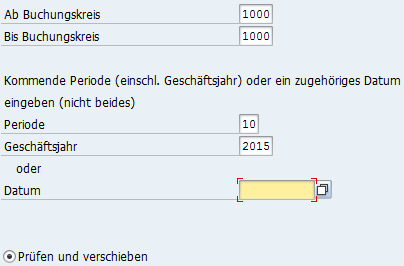 Ab Buchungskreis 1000
Bis Buchungskreis 1000
Kommende Periode (einschl. Geschäftsjahr) oder ein zugehöriges Datum
eingeben (nicht beides)
Periode 10
Geschäftsjahr 2015
oder
Datum
Prüfen und verschieben